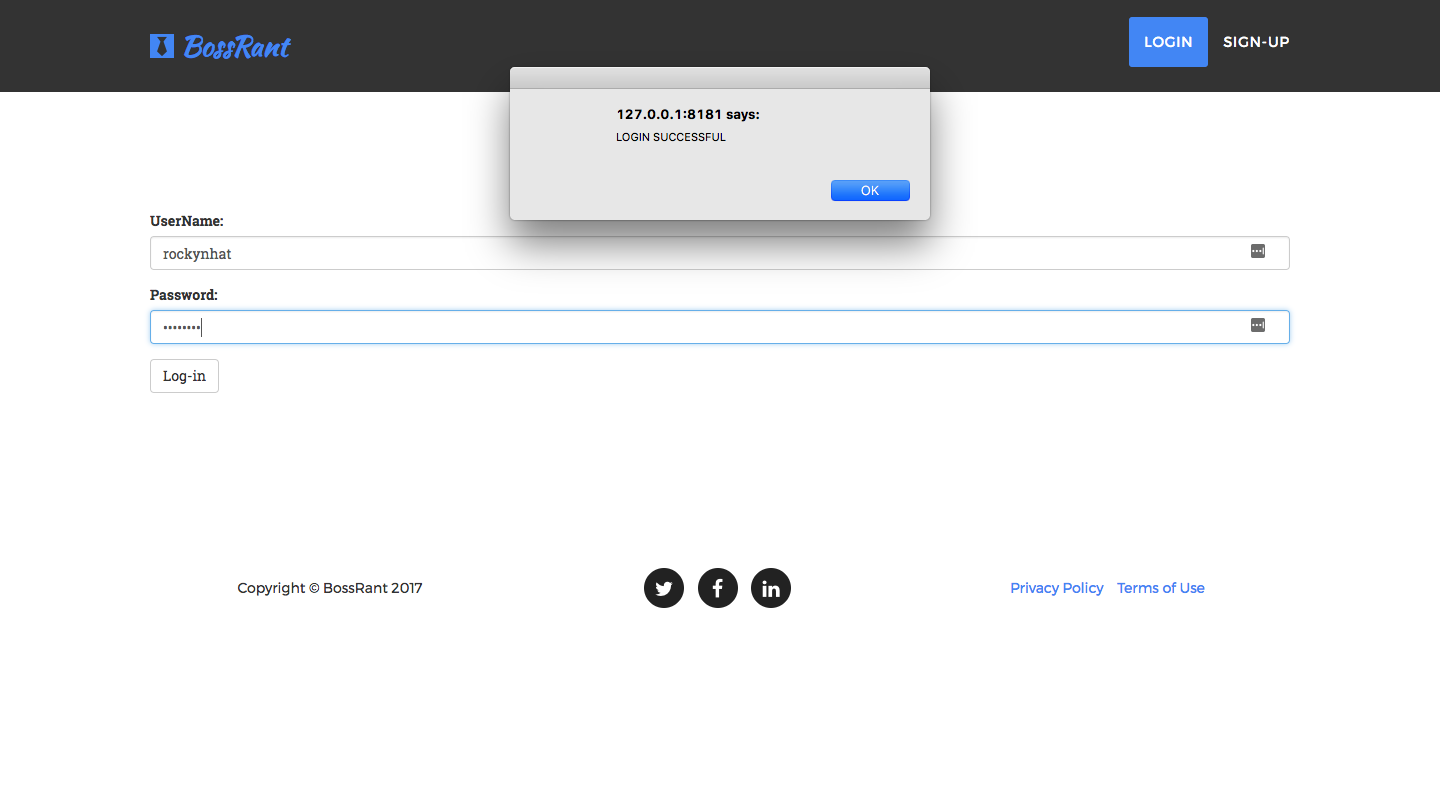 BossRant
LOGIN
SIGN-UP
127.0.0.1:8181 says:
LOGIN SUCCESSFUL
OK
UserName:
rockynhat
Password:
••••••••
Log-in
Copyright © BossRant 2017
Privacy Policy
Terms of Use